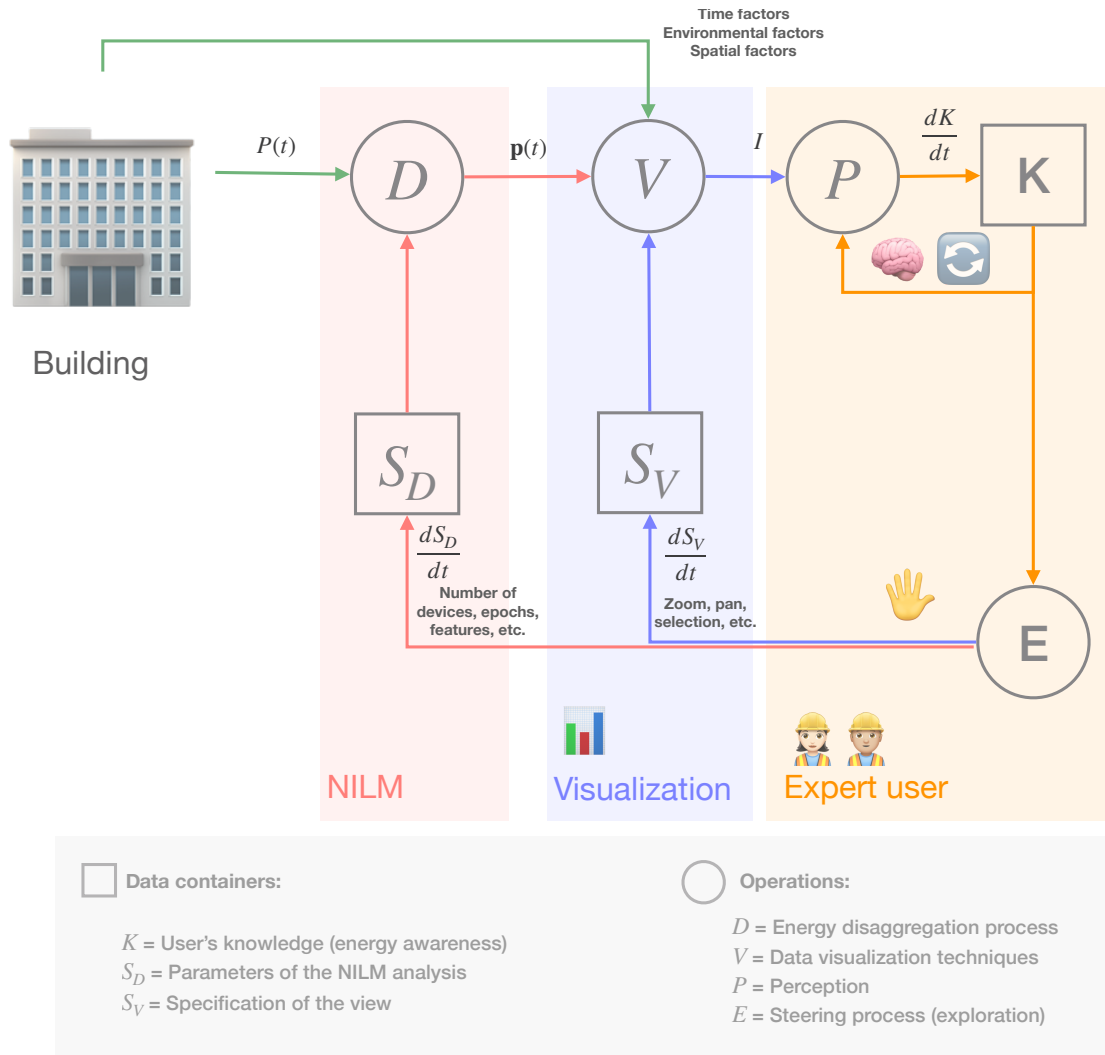 Time factors
Environmental factors
Spatial factors
P(t)
D
p(t)
V
I
P
dK
dt
K
Building
S_D
S_V
dS_D
dt
dS_V
dt
Number of
devices, epochs,
features, etc.
Zoom, pan,
selection, etc.
E
NILM
Visualization
Expert user
Data containers:
K = User's knowledge (energy awareness)
S_D = Parameters of the NILM analysis
S_V = Specification of the view
Operations:
D = Energy disaggregation process
V = Data visualization techniques
P = Perception
E = Steering process (exploration)